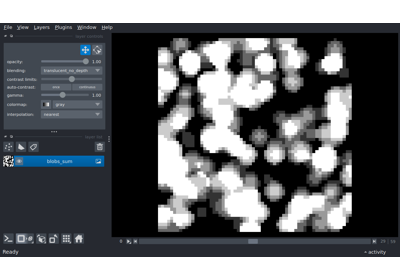 File View Layers Plugins Window Help
opacity: 1.00
blending: translucent_no_depth
contrast limits:
auto-contrast: once continuous
gamma: 1.00
colormap: gray
interpolation: nearest
blobs_sum
Ready
activity